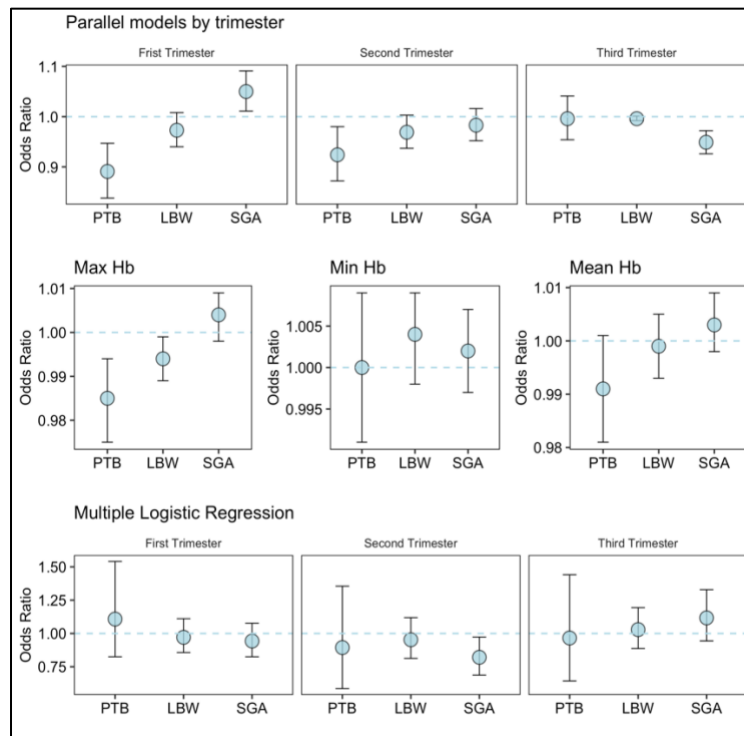 Parallel models by trimester
Frist Trimester
Second Trimester
Third Trimester
Odds Ratio
1.1
1.0
0.9
PTB LBW SGA
PTB LBW SGA
PTB LBW SGA
Max Hb
Odds Ratio
1.01
1.00
0.99
0.98
PTB LBW SGA
Min Hb
Odds Ratio
1.005
1.000
0.995
PTB LBW SGA
Mean Hb
Odds Ratio
1.01
1.00
0.99
0.98
PTB LBW SGA
Multiple Logistic Regression
First Trimester
Second Trimester
Third Trimester
Odds Ratio
1.50
1.25
1.00
0.75
PTB LBW SGA
PTB LBW SGA
PTB LBW SGA